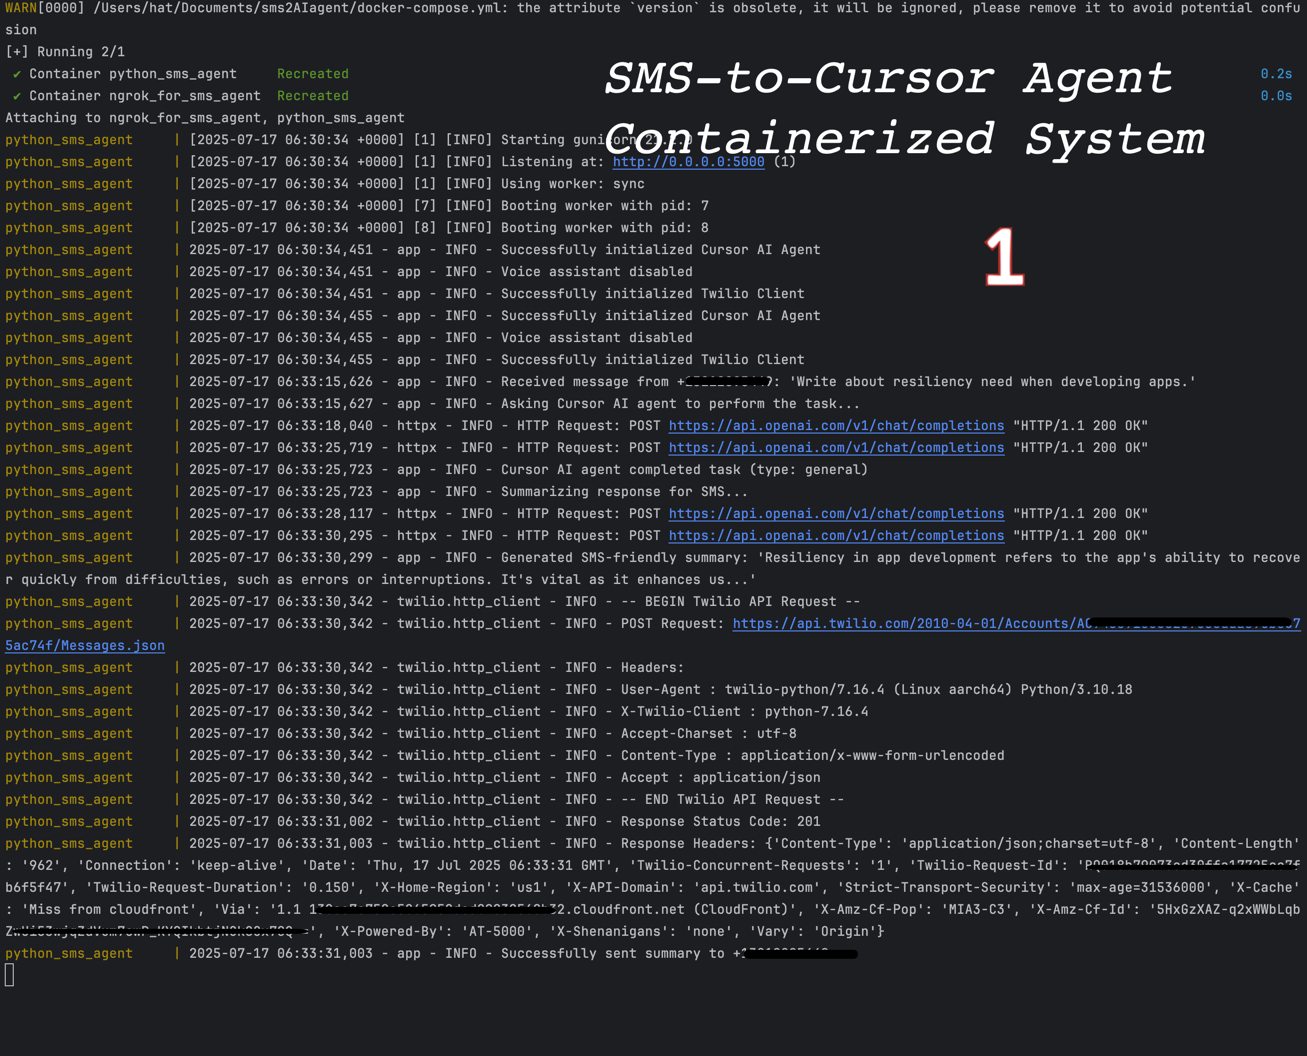 WARN[0000] /Users/hat/Documents/sms2AIagent/docker-compose.yml: the attribute `version` is obsolete, it will be ignored, please remove it to avoid potential confu
sion
[+] Running 2/1
✔ Container python_sms_agent Recreated 0.2s
✔ Container ngrok_for_sms_agent Recreated 0.0s
SMS-to-Cursor Agent
Containerized System
1
Attaching to ngrok_for_sms_agent, python_sms_agent
python_sms_agent | [2025-07-17 06:30:34 +0000] [1] [INFO] Starting gunicorn
python_sms_agent | [2025-07-17 06:30:34 +0000] [1] [INFO] Listening at: http://0.0.0.0:5000 (1)
python_sms_agent | [2025-07-17 06:30:34 +0000] [1] [INFO] Using worker: sync
python_sms_agent | [2025-07-17 06:30:34 +0000] [7] [INFO] Booting worker with pid: 7
python_sms_agent | [2025-07-17 06:30:34 +0000] [8] [INFO] Booting worker with pid: 8
python_sms_agent | 2025-07-17 06:30:34,451 - app - INFO - Successfully initialized Cursor AI Agent
python_sms_agent | 2025-07-17 06:30:34,451 - app - INFO - Voice assistant disabled
python_sms_agent | 2025-07-17 06:30:34,451 - app - INFO - Successfully initialized Twilio Client
python_sms_agent | 2025-07-17 06:30:34,455 - app - INFO - Successfully initialized Cursor AI Agent
python_sms_agent | 2025-07-17 06:30:34,455 - app - INFO - Voice assistant disabled
python_sms_agent | 2025-07-17 06:30:34,455 - app - INFO - Successfully initialized Twilio Client
python_sms_agent | 2025-07-17 06:33:15,626 - app - INFO - Received message from + : 'Write about resiliency need when developing apps.'
python_sms_agent | 2025-07-17 06:33:15,627 - app - INFO - Asking Cursor AI agent to perform the task...
python_sms_agent | 2025-07-17 06:33:18,040 - httpx - INFO - HTTP Request: POST https://api.openai.com/v1/chat/completions "HTTP/1.1 200 OK"
python_sms_agent | 2025-07-17 06:33:25,719 - httpx - INFO - HTTP Request: POST https://api.openai.com/v1/chat/completions "HTTP/1.1 200 OK"
python_sms_agent | 2025-07-17 06:33:25,723 - app - INFO - Cursor AI agent completed task (type: general)
python_sms_agent | 2025-07-17 06:33:25,723 - app - INFO - Summarizing response for SMS...
python_sms_agent | 2025-07-17 06:33:28,117 - httpx - INFO - HTTP Request: POST https://api.openai.com/v1/chat/completions "HTTP/1.1 200 OK"
python_sms_agent | 2025-07-17 06:33:30,295 - httpx - INFO - HTTP Request: POST https://api.openai.com/v1/chat/completions "HTTP/1.1 200 OK"
python_sms_agent | 2025-07-17 06:33:30,299 - app - INFO - Generated SMS-friendly summary: 'Resiliency in app development refers to the app's ability to recove
r quickly from difficulties, such as errors or interruptions. It's vital as it enhances us...'
python_sms_agent | 2025-07-17 06:33:30,342 - twilio.http_client - INFO - -- BEGIN Twilio API Request --
python_sms_agent | 2025-07-17 06:33:30,342 - twilio.http_client - INFO - POST Request: https://api.twilio.com/2010-04-01/Accounts/
5ac74f/Messages.json
python_sms_agent | 2025-07-17 06:33:30,342 - twilio.http_client - INFO - Headers:
python_sms_agent | 2025-07-17 06:33:30,342 - twilio.http_client - INFO - User-Agent : twilio-python/7.16.4 (Linux aarch64) Python/3.10.18
python_sms_agent | 2025-07-17 06:33:30,342 - twilio.http_client - INFO - X-Twilio-Client : python-7.16.4
python_sms_agent | 2025-07-17 06:33:30,342 - twilio.http_client - INFO - Accept-Charset : utf-8
python_sms_agent | 2025-07-17 06:33:30,342 - twilio.http_client - INFO - Content-Type : application/x-www-form-urlencoded
python_sms_agent | 2025-07-17 06:33:30,342 - twilio.http_client - INFO - Accept : application/json
python_sms_agent | 2025-07-17 06:33:30,342 - twilio.http_client - INFO - -- END Twilio API Request --
python_sms_agent | 2025-07-17 06:33:31,002 - twilio.http_client - INFO - Response Status Code: 201
python_sms_agent | 2025-07-17 06:33:31,003 - twilio.http_client - INFO - Response Headers: {'Content-Type': 'application/json;charset=utf-8', 'Content-Length'
: '962', 'Connection': 'keep-alive', 'Date': 'Thu, 17 Jul 2025 06:33:31 GMT', 'Twilio-Concurrent-Requests': '1', 'Twilio-Request-Id': '
b6f5f47', 'Twilio-Request-Duration': '0.150', 'X-Home-Region': 'us1', 'X-API-Domain': 'api.twilio.com', 'Strict-Transport-Security': 'max-age=31536000', 'X-Cache'
: 'Miss from cloudfront', 'Via': '1.1 .cloudfront.net (CloudFront)', 'X-Amz-Cf-Pop': 'MIA3-C3', 'X-Amz-Cf-Id': '5HxGzXAZ-q2xWWbLqb
', 'X-Powered-By': 'AT-5000', 'X-Shenanigans': 'none', 'Vary': 'Origin'}
python_sms_agent | 2025-07-17 06:33:31,003 - app - INFO - Successfully sent summary to +